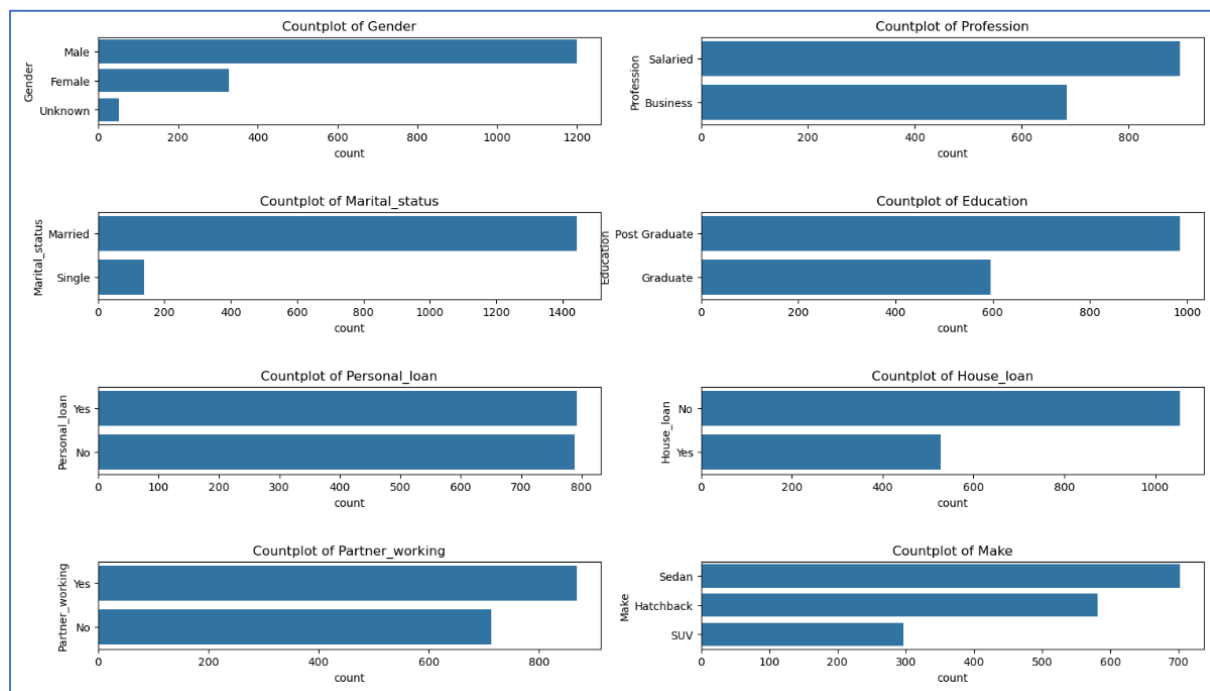 Countplot of Gender
Gender
Male
Female
Unknown
0 200 400 600 800 1000 1200
count
Countplot of Profession
Profession
Salaried
Business
0 200 400 600 800
count
Countplot of Marital_status
Marital_status
Married
Single
0 200 400 600 800 1000 1200 1400
count
Countplot of Education
Education
Post Graduate
Graduate
0 200 400 600 800 1000
count
Countplot of Personal_loan
Personal_loan
Yes
No
0 100 200 300 400 500 600 700 800
count
Countplot of House_loan
House_loan
No
Yes
0 200 400 600 800 1000
count
Countplot of Partner_working
Partner_working
Yes
No
0 200 400 600 800
count
Countplot of Make
Make
Sedan
Hatchback
SUV
0 100 200 300 400 500 600 700
count